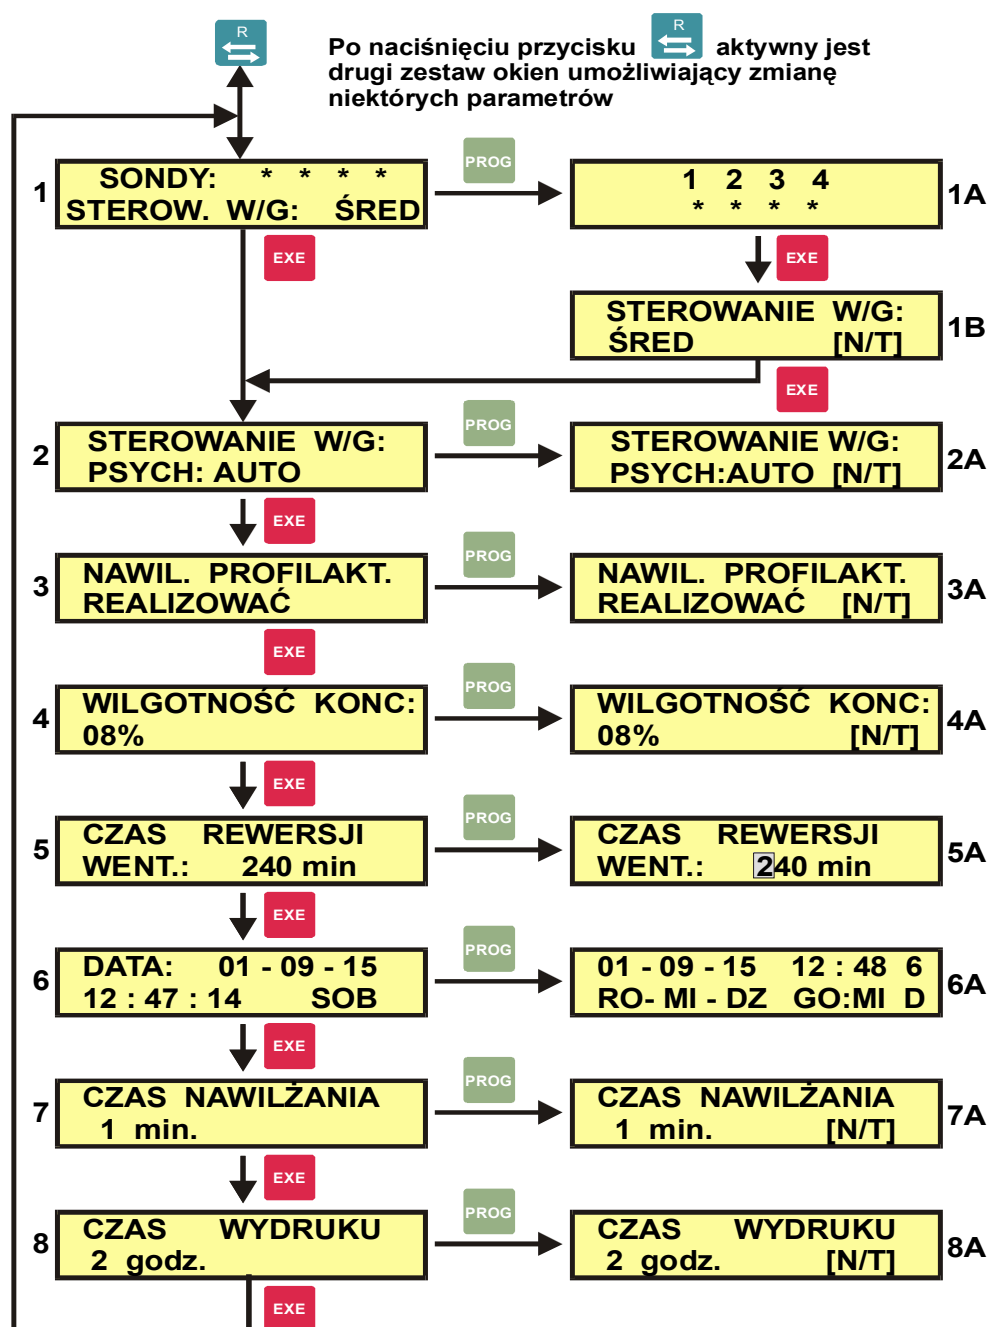 R
Po naciśnięciu przycisku R aktywny jest
drugi zestaw okien umożliwiający zmianę
niektórych parametrów
1
SONDY: * * * *
STEROW. W/G: ŚRED
PROG
1 2 3 4
* * * *
1A
EXE
EXE
STEROWANIE W/G:
ŚRED [N/T]
1B
EXE
2
STEROWANIE W/G:
PSYCH: AUTO
PROG
STEROWANIE W/G:
PSYCH:AUTO [N/T]
2A
EXE
3
NAWIL. PROFILAKT.
REALIZOWAĆ
PROG
NAWIL. PROFILAKT.
REALIZOWAĆ [N/T]
3A
EXE
4
WILGOTNOŚĆ KONC:
08%
PROG
WILGOTNOŚĆ KONC:
08% [N/T]
4A
EXE
5
CZAS REWERSJI
WENT.: 240 min
PROG
CZAS REWERSJI
WENT.: 240 min
5A
EXE
6
DATA: 01 - 09 - 15
12 : 47 : 14 SOB
PROG
01 - 09 - 15 12 : 48 6
RO- MI - DZ GO:MI D
6A
EXE
7
CZAS NAWILŻANIA
1 min.
PROG
CZAS NAWILŻANIA
1 min. [N/T]
7A
EXE
8
CZAS WYDRUKU
2 godz.
PROG
CZAS WYDRUKU
2 godz. [N/T]
8A
EXE